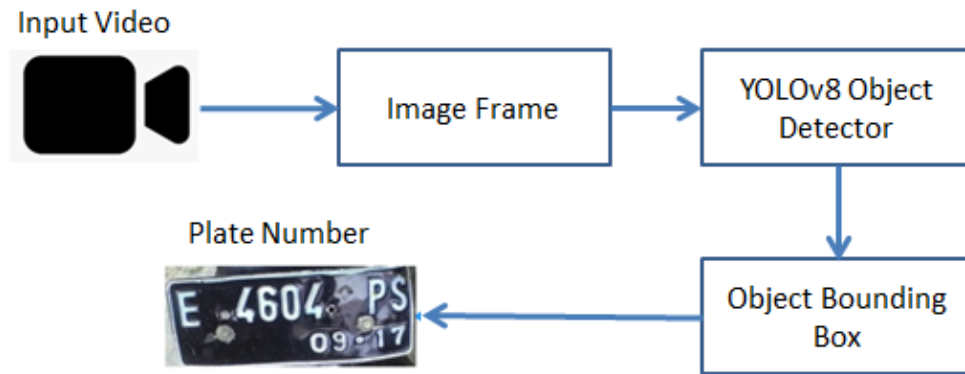 Input Video
Image Frame
YOLOv8 Object
Detector
Plate Number
E 4604 PS
09·17
Object Bounding
Box